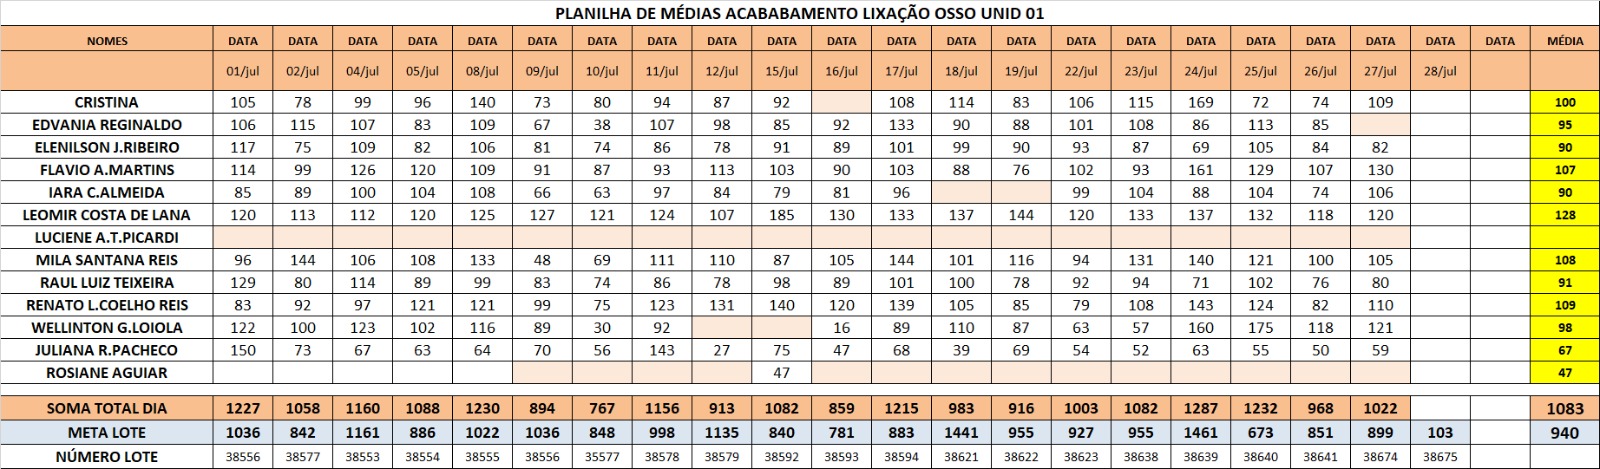 PLANILHA DE MÉDIAS ACABABAMENTO LIXAÇÃO OSSO UNID 01
NOMES DATA DATA DATA DATA DATA DATA DATA DATA DATA DATA DATA DATA DATA DATA DATA DATA DATA DATA DATA DATA DATA DATA MÉDIA
01/jul 02/jul 04/jul 05/jul 08/jul 09/jul 10/jul 11/jul 12/jul 15/jul 16/jul 17/jul 18/jul 19/jul 22/jul 23/jul 24/jul 25/jul 26/jul 27/jul 28/jul
CRISTINA 105 78 99 96 140 73 80 94 87 92 108 114 83 106 115 169 72 74 109 100
EDVANIA REGINALDO 106 115 107 83 109 67 38 107 98 85 92 133 90 88 101 108 86 113 85 95
ELENILSON J.RIBEIRO 117 75 109 82 106 81 74 86 78 91 89 101 99 90 93 87 69 105 84 82 90
FLAVIO A.MARTINS 114 99 126 120 109 91 87 93 113 103 90 103 88 76 102 93 161 129 107 130 107
IARA C.ALMEIDA 85 89 100 104 108 66 63 97 84 79 81 96 99 104 88 104 74 106 90
LEOMIR COSTA DE LANA 120 113 112 120 125 127 121 124 107 185 130 133 137 144 120 133 137 132 118 120 128
LUCIENE A.T.PICARDI
MILA SANTANA REIS 96 144 106 108 133 48 69 111 110 87 105 144 101 116 94 131 140 121 100 105 108
RAUL LUIZ TEIXEIRA 129 80 114 89 99 83 74 86 78 98 89 101 100 78 92 94 71 102 76 80 91
RENATO L.COELHO REIS 83 92 97 121 121 99 75 123 131 140 120 139 105 85 79 108 143 124 82 110 109
WELLINTON G.LOIOLA 122 100 123 102 116 89 30 92 16 89 110 87 63 57 160 175 118 121 98
JULIANA R.PACHECO 150 73 67 63 64 70 56 143 27 75 47 68 39 69 54 52 63 55 50 59 67
ROSIANE AGUIAR 47 47
SOMA TOTAL DIA 1227 1058 1160 1088 1230 894 767 1156 913 1082 859 1215 983 916 1003 1082 1287 1232 968 1022 1083
META LOTE 1036 842 1161 886 1022 1036 848 998 1135 840 781 883 1441 955 927 955 1461 673 851 899 103 940
NÚMERO LOTE 38556 38577 38553 38554 38555 38556 35577 38578 38579 38592 38593 38594 38621 38622 38623 38638 38639 38640 38641 38674 38675